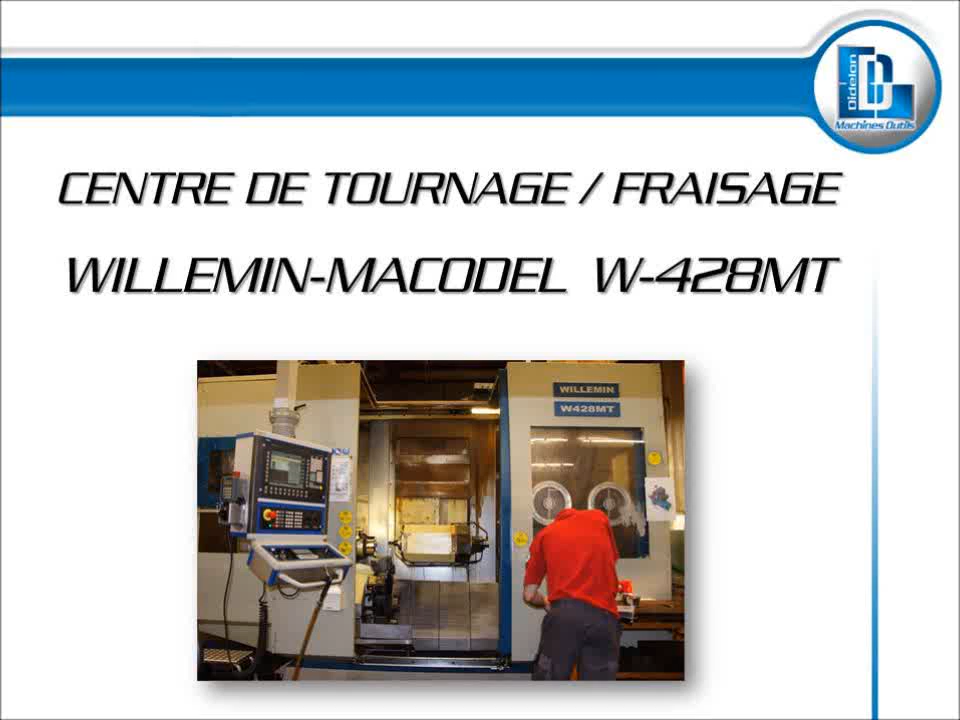 Didelon
Machines Outils
CENTRE DE TOURNAGE / FRAISAGE
WILLEMIN-MACODEL W-428MT
WILLEMIN
W428MT